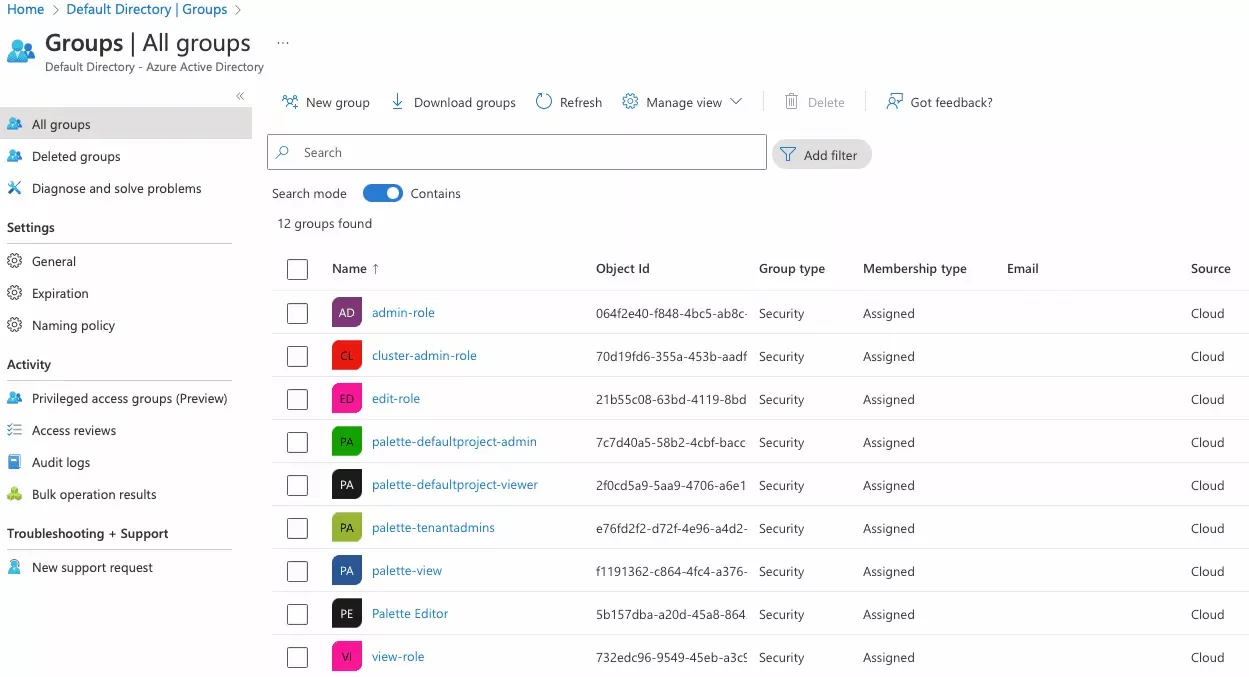 Home > Default Directory | Groups >
Groups | All groups ...
Default Directory - Azure Active Directory
«
New group Download groups Refresh Manage view Delete Got feedback?
All groups
Deleted groups
Diagnose and solve problems
Settings
General
Expiration
Naming policy
Activity
Privileged access groups (Preview)
Access reviews
Audit logs
Bulk operation results
Troubleshooting + Support
New support request
Search Add filter
Search mode Contains
12 groups found
Name ↑ Object Id Group type Membership type Email Source
AD admin-role 064f2e40-f848-4bc5-ab8c- Security Assigned Cloud
CL cluster-admin-role 70d19fd6-355a-453b-aadf Security Assigned Cloud
ED edit-role 21b55c08-63bd-4119-8bd Security Assigned Cloud
PA palette-defaultproject-admin 7c7d40a5-58b2-4cbf-bacc Security Assigned Cloud
PA palette-defaultproject-viewer 2f0cd5a9-5aa9-4706-a6e1 Security Assigned Cloud
PA palette-tenantadmins e76fd2f2-d72f-4e96-a4d2- Security Assigned Cloud
PA palette-view f1191362-c864-4fc4-a376- Security Assigned Cloud
PE Palette Editor 5b157dba-a20d-45a8-864 Security Assigned Cloud
VI view-role 732edc96-9549-45eb-a3c9 Security Assigned Cloud